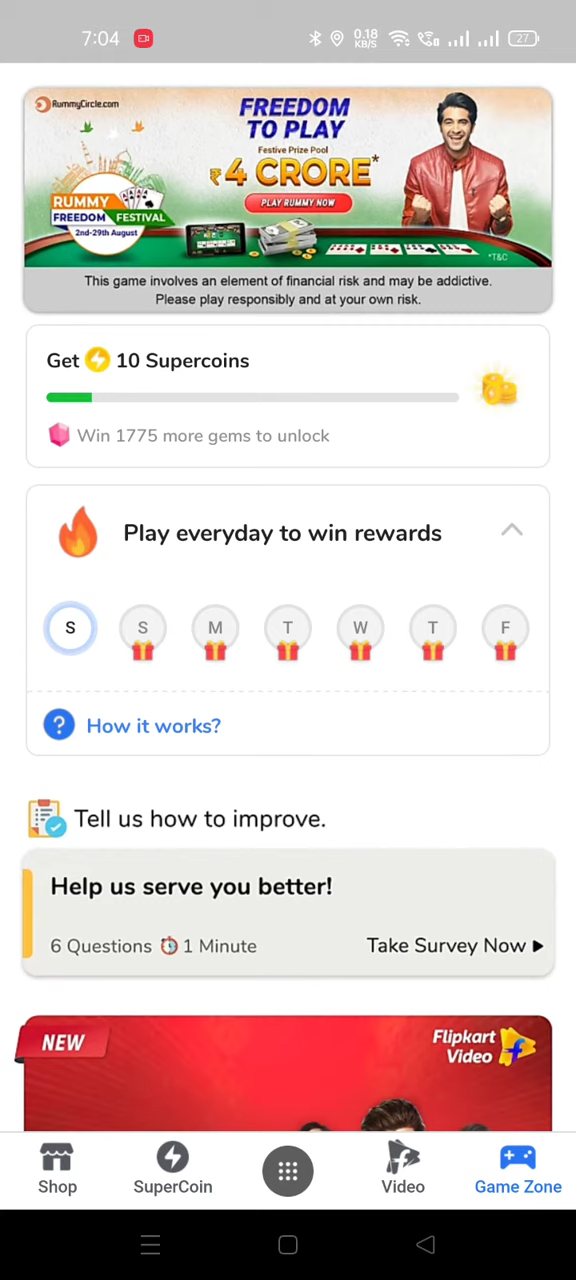 7:04
0.18
KB/S
27
RummyCircle.com
FREEDOM
TO PLAY
Festive Prize Pool
₹4 CRORE*
PLAY RUMMY NOW
RUMMY
FREEDOM FESTIVAL
2nd-29th August
*T&C
This game involves an element of financial risk and may be addictive.
Please play responsibly and at your own risk.
Get 10 Supercoins
Win 1775 more gems to unlock
Play everyday to win rewards
S S M T W T F
? How it works?
Tell us how to improve.
Help us serve you better!
6 Questions 1 Minute Take Survey Now
NEW
Flipkart
Video
Shop SuperCoin Video Game Zone